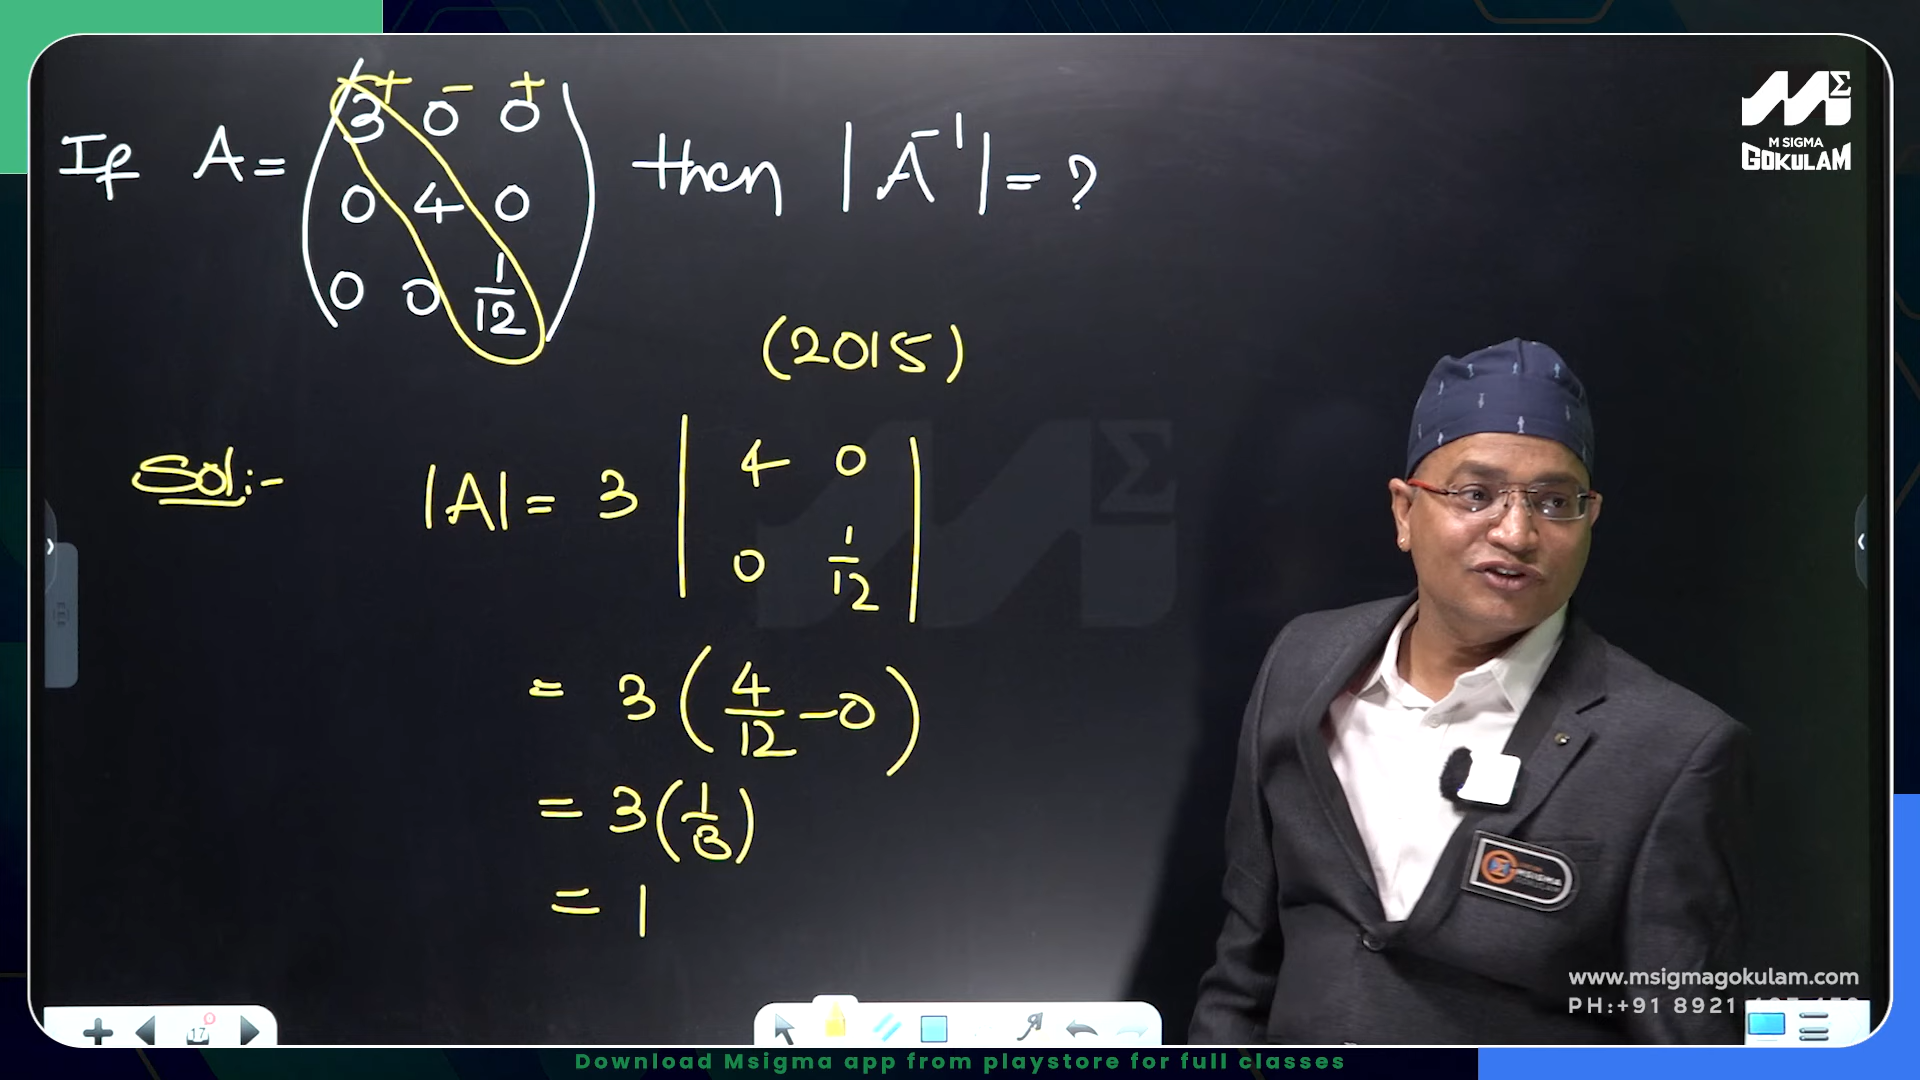 If A = (3 0 0
0 4 0
0 0 1/12) then |A⁻¹| = ?
+ - +
(2015)
Sol:- |A| = 3 |4 0
0 1/12|
= 3 (4/12 - 0)
= 3 (1/3)
= 1
M Σ
M SIGMA
GOKULAM
MSIGMA
17
www.msigmagokulam.com
PH:+91 8921
Download Msigma app from playstore for full classes